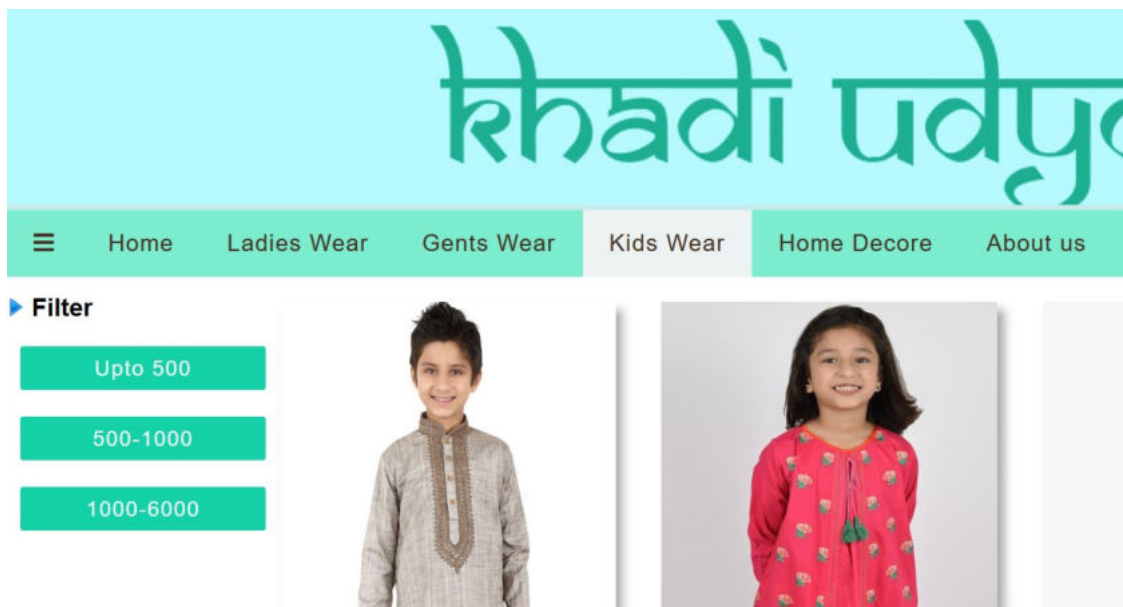 khadi
Home Ladies Wear Gents Wear Kids Wear Home Decore About us
Filter
Upto 500
500-1000
1000-6000